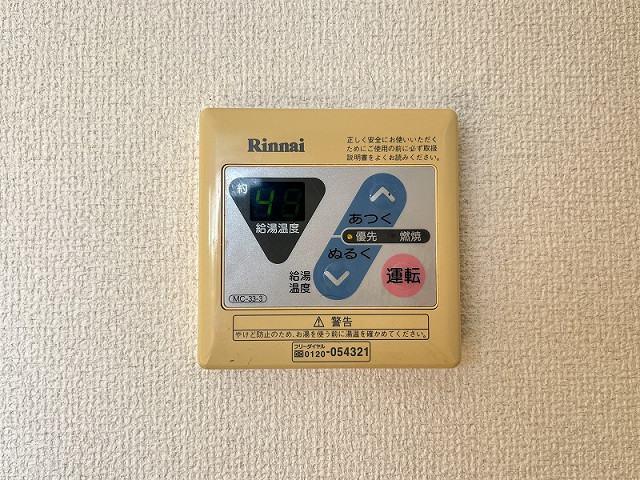 Rinnai
正しく安全にお使いいただく
ためにご使用の前に必ず取扱
説明書をよくお読みください。
約
4
給湯温度
あつく
優先 燃焼
ぬるく
給湯
温度
運転
MC-33-3
⚠ 警告
やけど防止のため、お湯を使う前に湯温を確かめてください。
フリーダイヤル
0120-054321